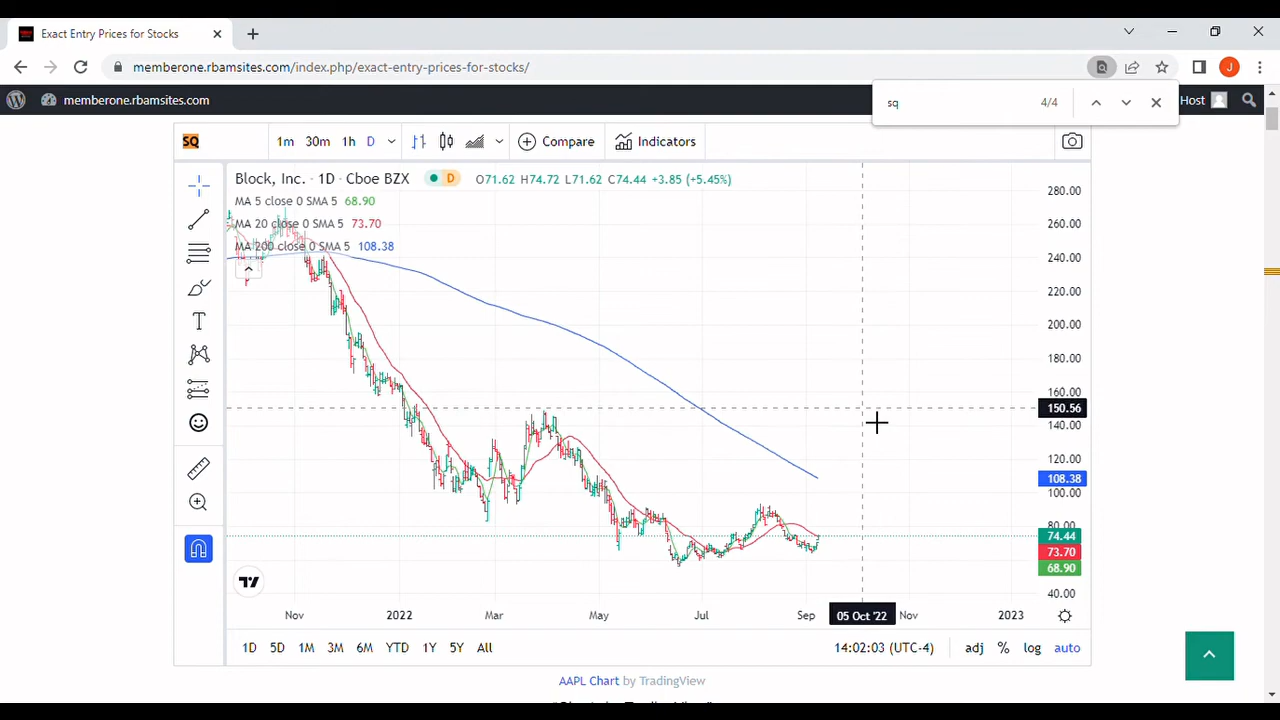 Exact Entry Prices for Stocks
memberone.rbamsites.com/index.php/exact-entry-prices-for-stocks/
J
memberone.rbamsites.com
sq 4/4
Host
SQ 1m 30m 1h D Compare Indicators
Block, Inc. · 1D · Cboe BZX D O71.62 H74.72 L71.62 C74.44 +3.85 (+5.45%)
MA 5 close 0 SMA 5 68.90
MA 20 close 0 SMA 5 73.70
MA 200 close 0 SMA 5 108.38
280.00
260.00
240.00
220.00
200.00
180.00
160.00
150.56
140.00
120.00
108.38
100.00
80.00
74.44
73.70
68.90
40.00
Nov 2022 Mar May Jul Sep 05 Oct '22 Nov 2023
1D 5D 1M 3M 6M YTD 1Y 5Y All 14:02:03 (UTC-4) adj % log auto
AAPL Chart by TradingView